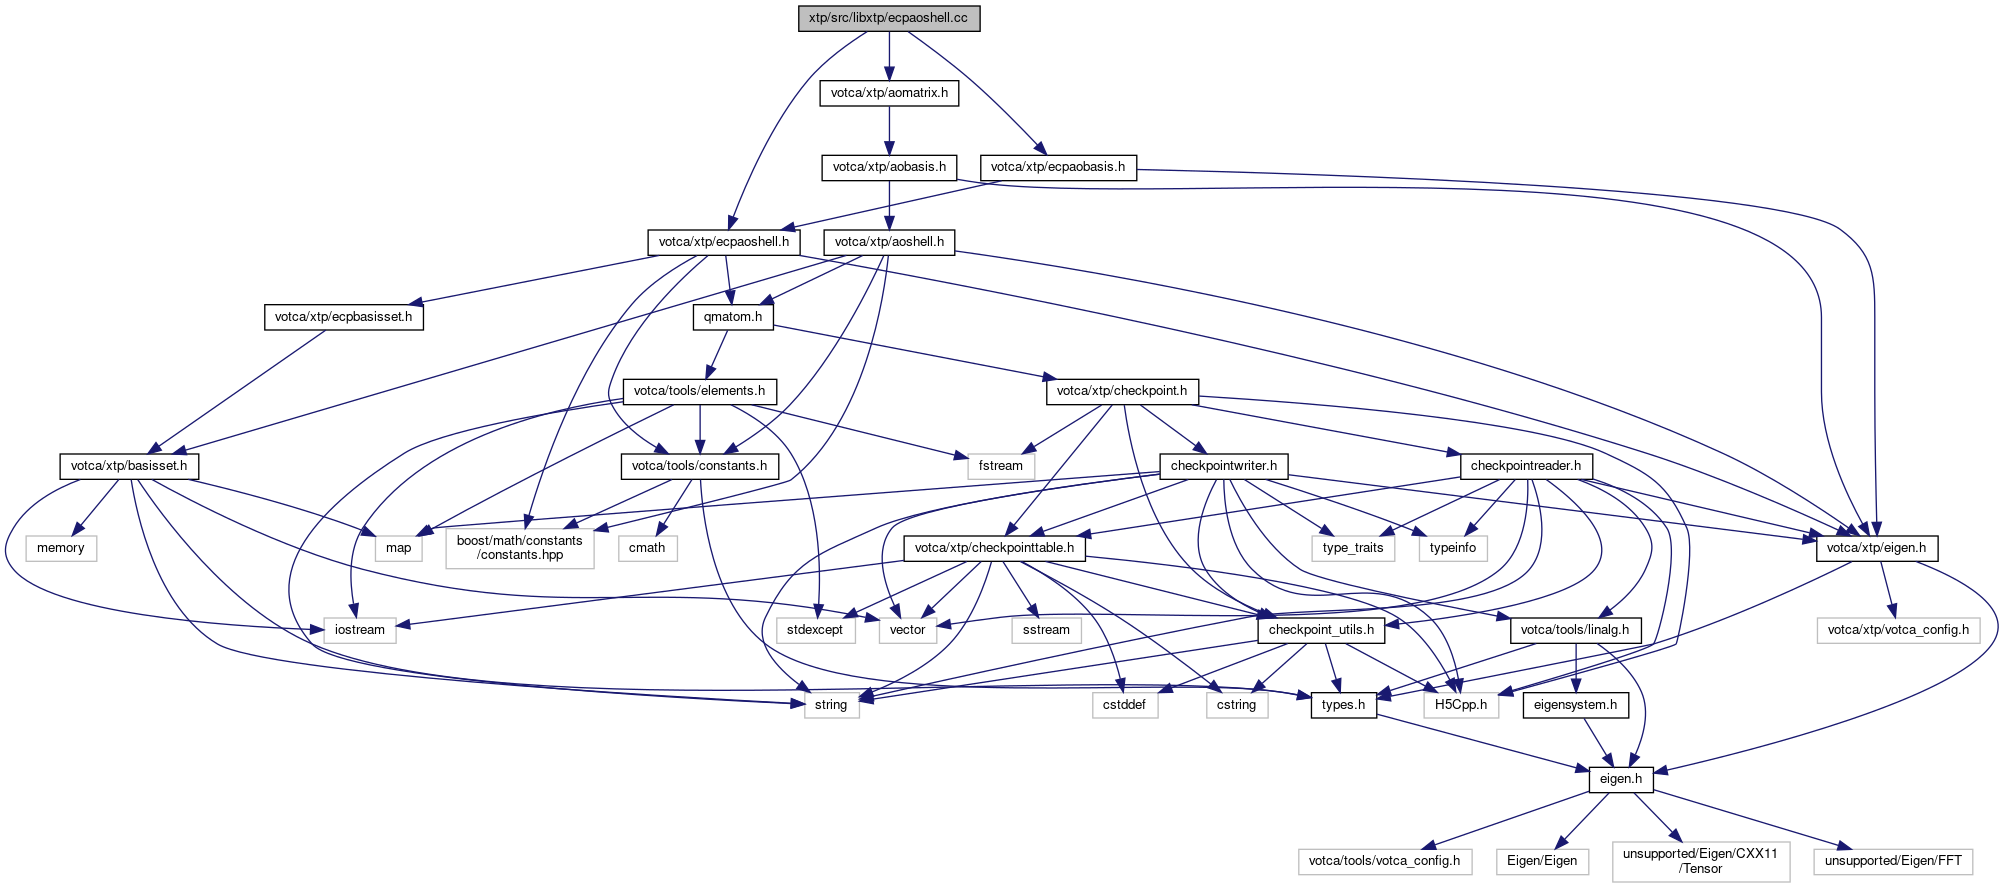 xtp/src/libxtp/ecpaoshell.cc
votca/xtp/aomatrix.h
votca/xtp/aobasis.h
votca/xtp/ecpaobasis.h
votca/xtp/ecpaoshell.h
votca/xtp/aoshell.h
votca/xtp/ecpbasisset.h
qmatom.h
votca/tools/elements.h
votca/xtp/checkpoint.h
votca/xtp/basisset.h
votca/tools/constants.h
fstream
checkpointwriter.h
checkpointreader.h
memory
map
boost/math/constants
/constants.hpp
cmath
votca/xtp/checkpointtable.h
type_traits
typeinfo
votca/xtp/eigen.h
iostream
stdexcept
vector
sstream
checkpoint_utils.h
votca/tools/linalg.h
votca/xtp/votca_config.h
string
cstddef
cstring
types.h
H5Cpp.h
eigensystem.h
eigen.h
votca/tools/votca_config.h
Eigen/Eigen
unsupported/Eigen/CXX11
/Tensor
unsupported/Eigen/FFT